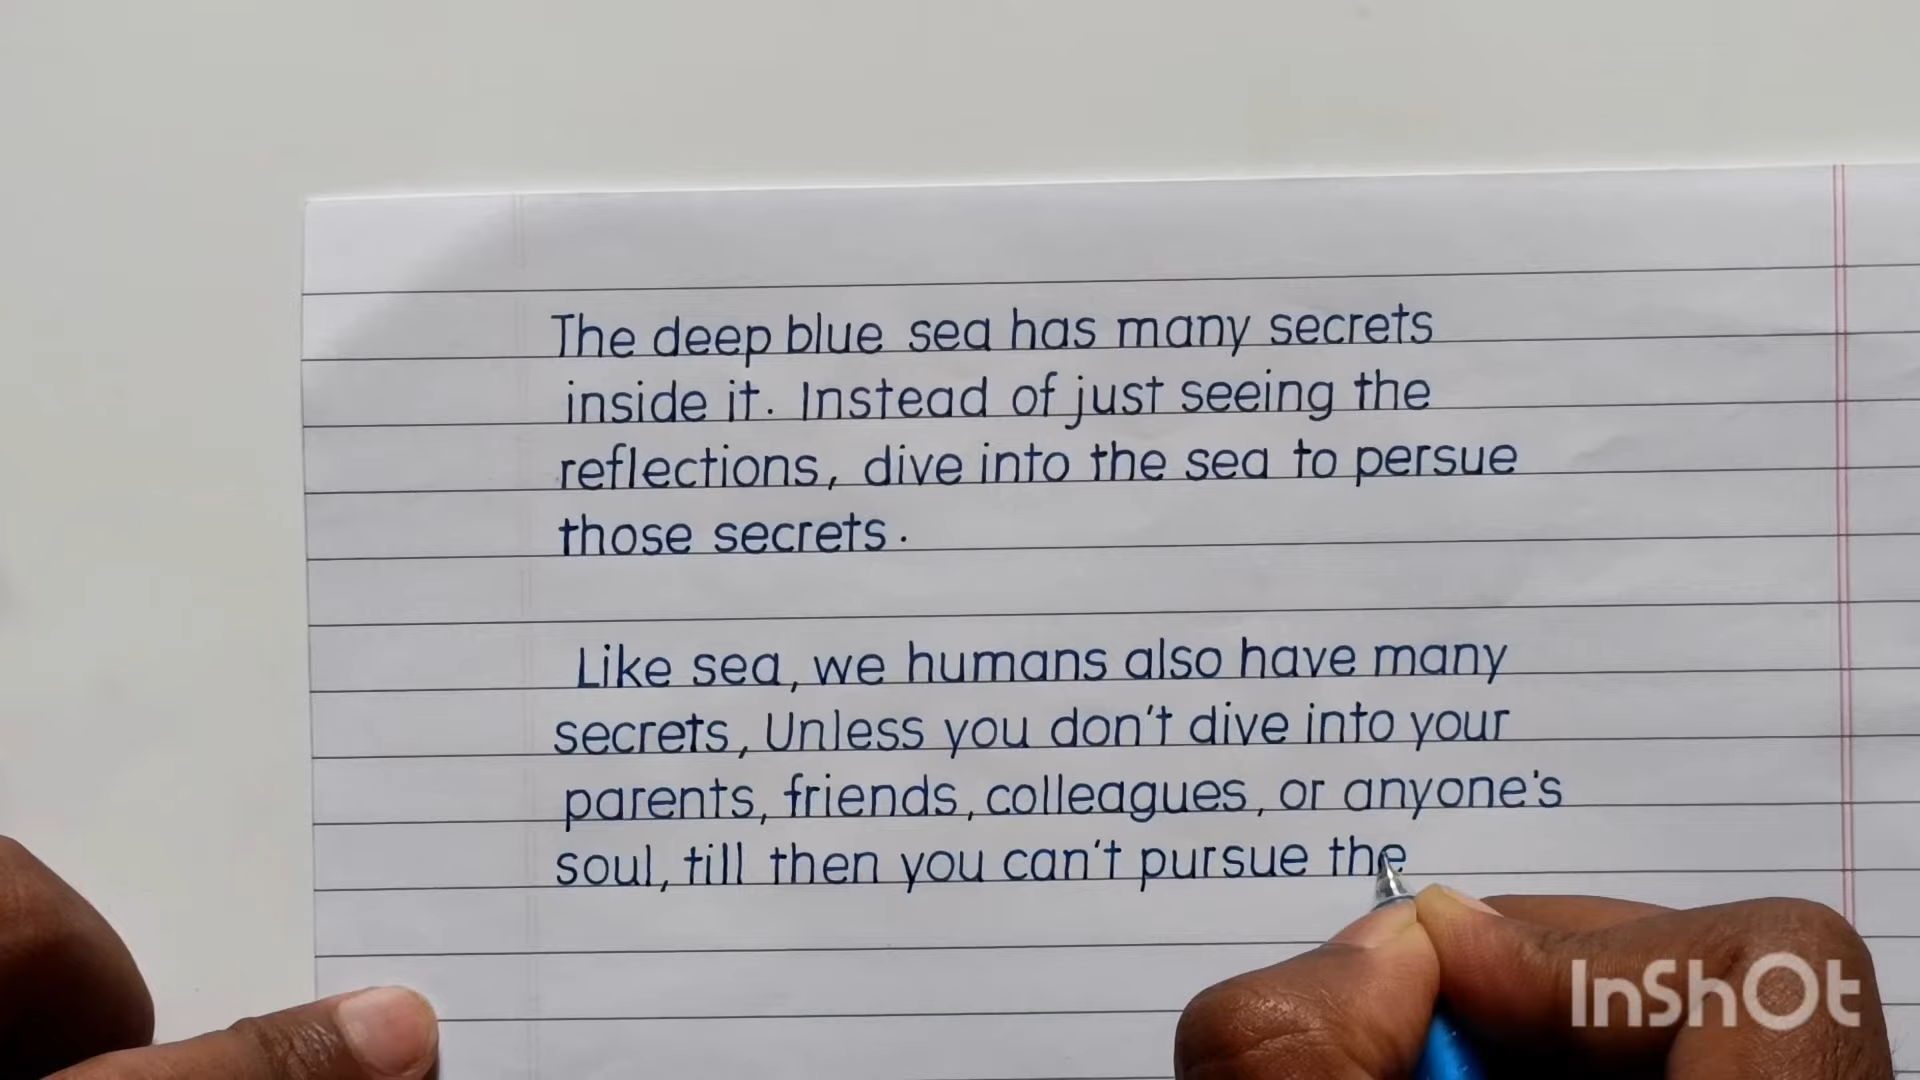 The deep blue sea has many secrets
inside it. Instead of just seeing the
reflections, dive into the sea to persue
those secrets.
Like sea, we humans also have many
secrets, Unless you don't dive into your
parents, friends, colleagues, or anyone's
soul, till then you can't pursue the
InShOt